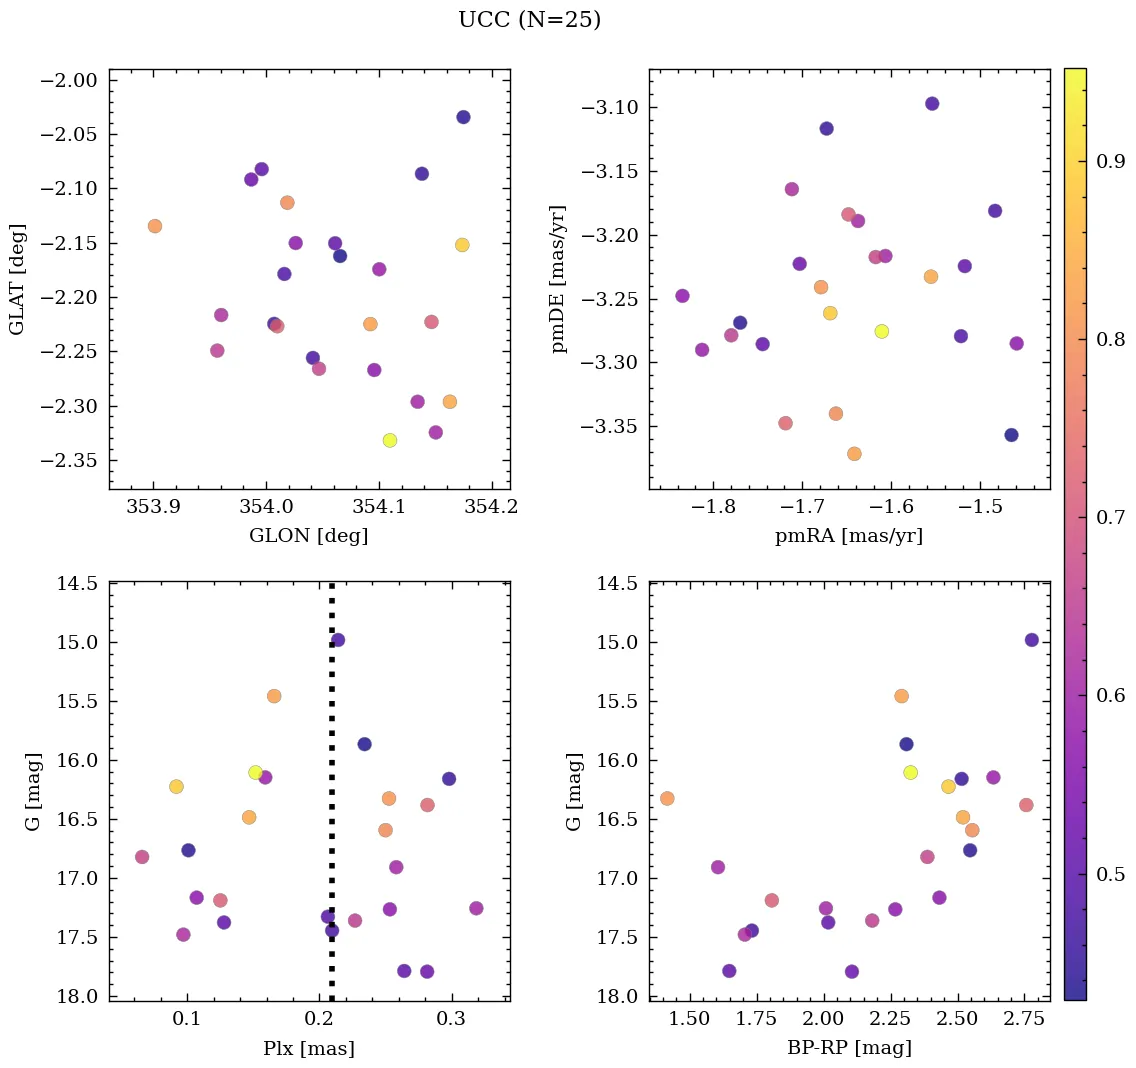 UCC (N=25)
−2.00
−2.05
−2.10
−2.15
−2.20
−2.25
−2.30
−2.35
GLAT [deg]
353.9 354.0 354.1 354.2
GLON [deg]
−3.10
−3.15
−3.20
−3.25
−3.30
−3.35
pmDE [mas/yr]
−1.8 −1.7 −1.6 −1.5
pmRA [mas/yr]
0.9
0.8
0.7
0.6
0.5
14.5
15.0
15.5
16.0
16.5
17.0
17.5
18.0
G [mag]
0.1 0.2 0.3
Plx [mas]
14.5
15.0
15.5
16.0
16.5
17.0
17.5
18.0
G [mag]
1.50 1.75 2.00 2.25 2.50 2.75
BP-RP [mag]